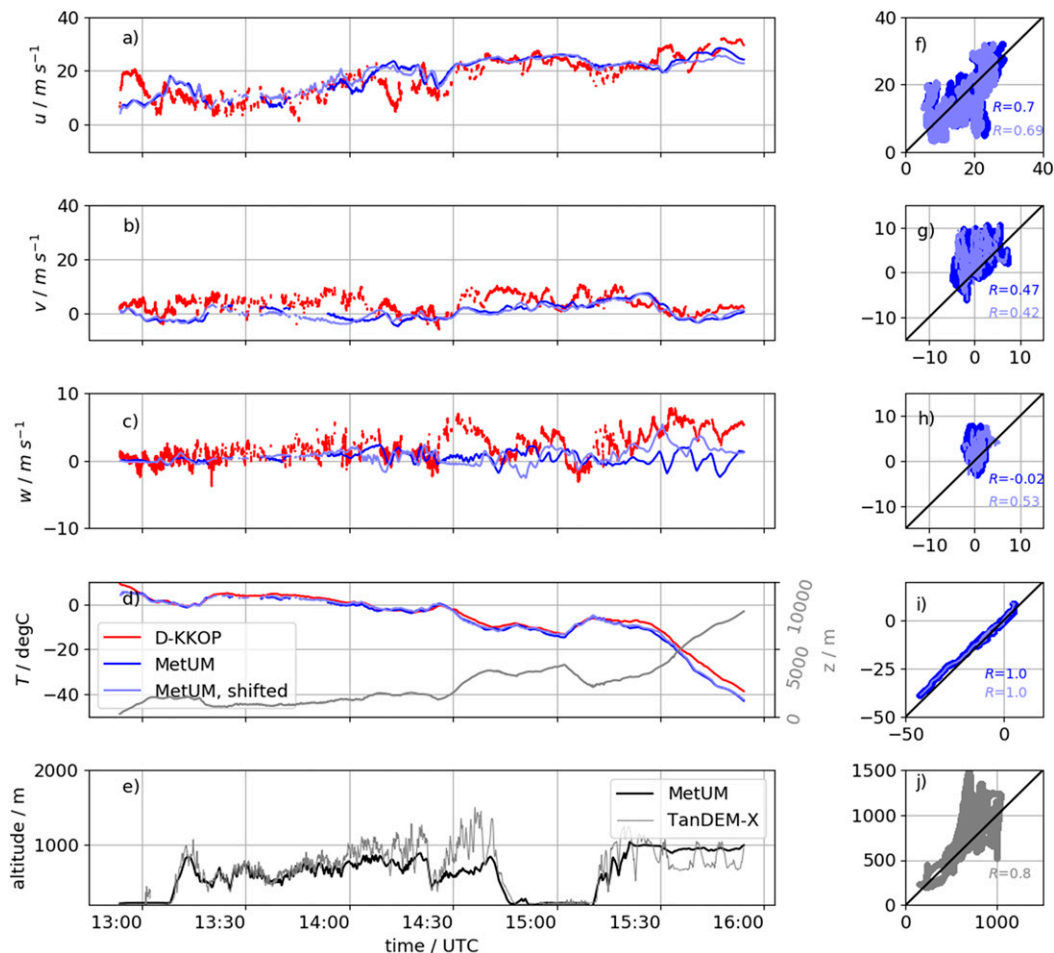 a)
u / m s⁻¹
40
20
0
f)
40
30
20
10
0
R=0.7
R=0.69
0 20 40
b)
v / m s⁻¹
40
20
0
g)
10
0
−10
R=0.47
R=0.42
−10 0 10
c)
w / m s⁻¹
10
0
−10
h)
10
0
−10
R=-0.02
R=0.53
−10 0 10
d)
T / degC
0
−20
−40
D-KKOP
MetUM
MetUM, shifted
10000
5000
0
z / m
i)
0
−25
−50
R=1.0
R=1.0
−50 0
e)
altitude / m
2000
1000
MetUM
TanDEM-X
13:00 13:30 14:00 14:30 15:00 15:30 16:00
time / UTC
j)
1500
1000
500
0
R=0.8
0 1000